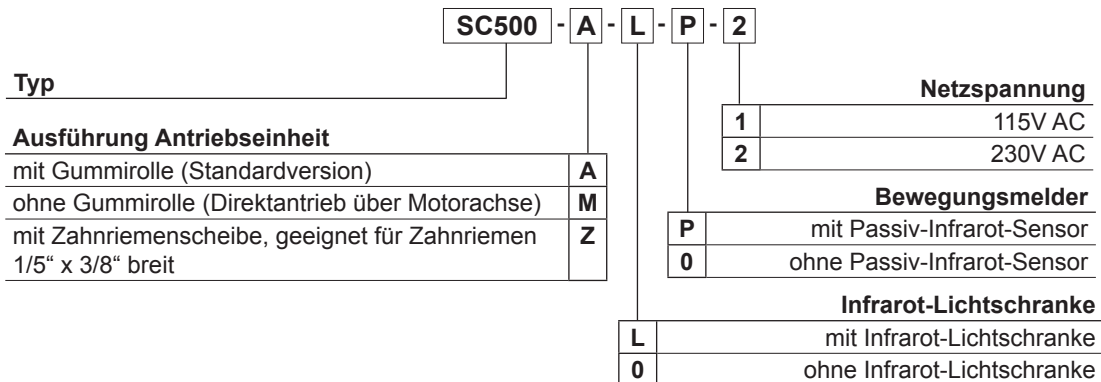 SC500 - A - L - P - 2
Typ
Netzspannung
1 115V AC
2 230V AC
Ausführung Antriebseinheit
mit Gummirolle (Standardversion) A
ohne Gummirolle (Direktantrieb über Motorachse) M
mit Zahnriemenscheibe, geeignet für Zahnriemen Z
1/5“ x 3/8“ breit
Bewegungsmelder
P mit Passiv-Infrarot-Sensor
0 ohne Passiv-Infrarot-Sensor
Infrarot-Lichtschranke
L mit Infrarot-Lichtschranke
0 ohne Infrarot-Lichtschranke